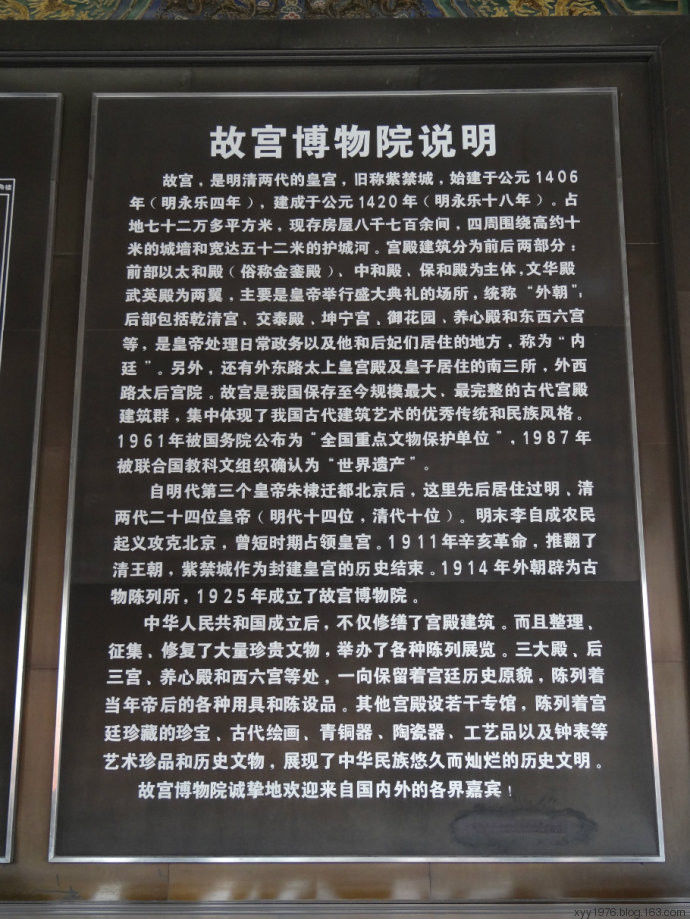 故宫博物院说明
故宫，是明清两代的皇宫，旧称紫禁城，始建于公元1406
年（明永乐四年），建成于公元1420年（明永乐十八年）。占
地七十二万多平方米，现存房屋八千七百余间，四周围绕高约十
米的城墙和宽达五十二米的护城河。宫殿建筑分为前后两部分：
前部以太和殿（俗称金銮殿）、中和殿、保和殿为主体，文华殿
武英殿为两翼，主要是皇帝举行盛大典礼的场所，统称“外朝”；
后部包括乾清宫、交泰殿、坤宁宫、御花园、养心殿和东西六宫
等，是皇帝处理日常政务以及他和后妃们居住的地方，称为“内
廷”。另外，还有外东路太上皇宫殿及皇子居住的南三所，外西
路太后宫院。故宫是我国保存至今规模最大、最完整的古代宫殿
建筑群，集中体现了我国古代建筑艺术的优秀传统和民族风格。
1961年被国务院公布为“全国重点文物保护单位”，1987年
被联合国教科文组织确认为“世界遗产”。
自明代第三个皇帝朱棣迁都北京后，这里先后居住过明、清
两代二十四位皇帝（明代十四位，清代十位）。明末李自成农民
起义攻克北京，曾短时期占领皇宫。1911年辛亥革命，推翻了
清王朝，紫禁城作为封建皇宫的历史结束。1914年外朝辟为古
物陈列所，1925年成立了故宫博物院。
中华人民共和国成立后，不仅修缮了宫殿建筑。而且整理、
征集、修复了大量珍贵文物，举办了各种陈列展览。三大殿、后
三宫、养心殿和西六宫等处，一向保留着宫廷历史原貌，陈列着
当年帝后的各种用具和陈设品。其他宫殿设若干专馆，陈列着宫
廷珍藏的珍宝、古代绘画、青铜器、陶瓷器、工艺品以及钟表等
艺术珍品和历史文物，展现了中华民族悠久而灿烂的历史文明。
故宫博物院诚挚地欢迎来自国内外的各界嘉宾！
xyy1976.blog.163.com